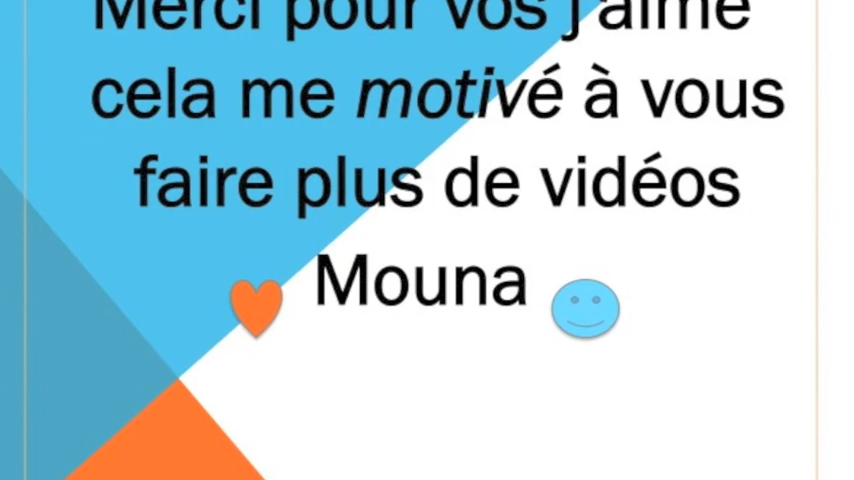 Merci pour vos j'aime
cela me motivé à vous
faire plus de vidéos
Mouna